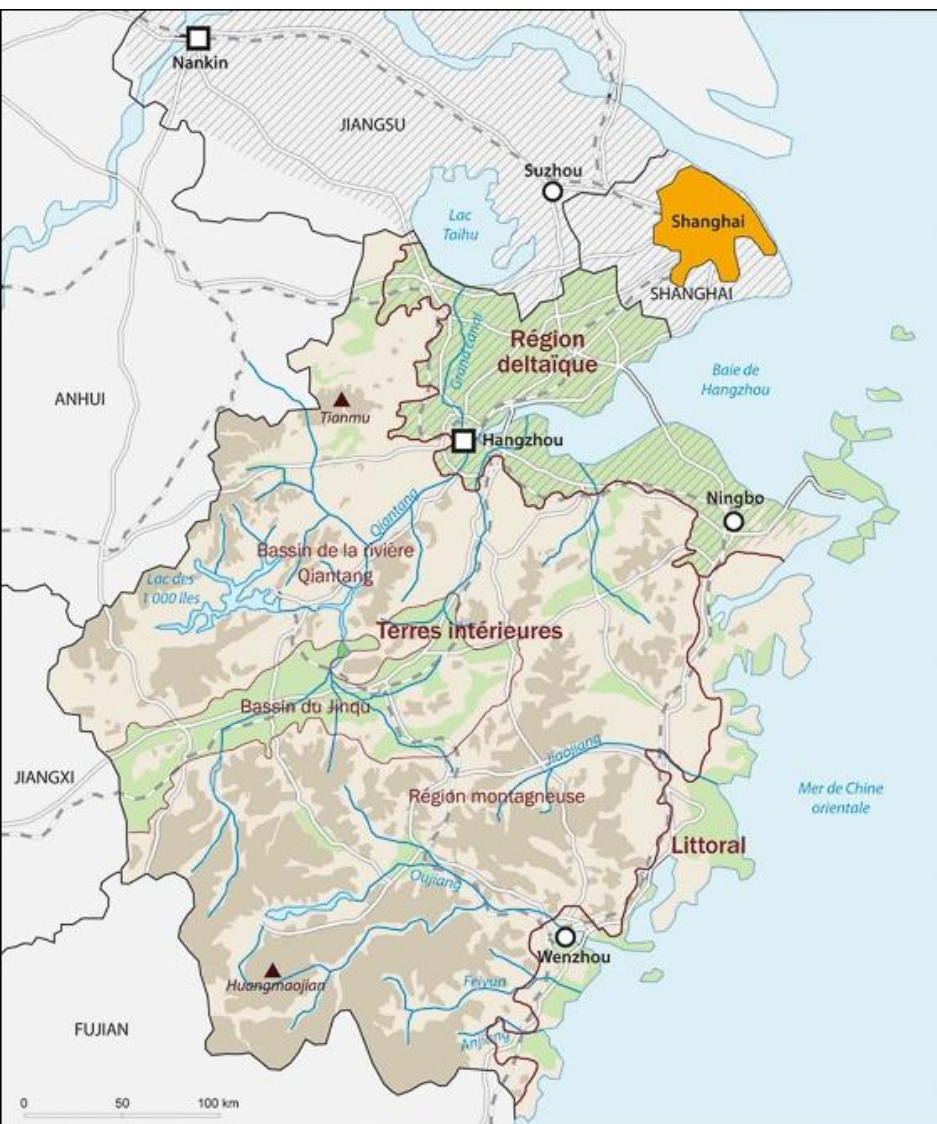 Nankin
JIANGSU
Suzhou
Lac
Taihu
Shanghai
SHANGHAI
Grand canal
Région
deltaïque
Baie de
Hangzhou
ANHUI
Tianmu
Hangzhou
Ningbo
Qiantang
Bassin de la rivière
Qiantang
Lac des
1 000 îles
Terres intérieures
Bassin du Jinqu
Jiaojiang
JIANGXI
Région montagneuse
Mer de Chine
orientale
Littoral
Oujiang
Wenzhou
Huangmaojian
Feiyun
FUJIAN
Anjiang
0 50 100 km